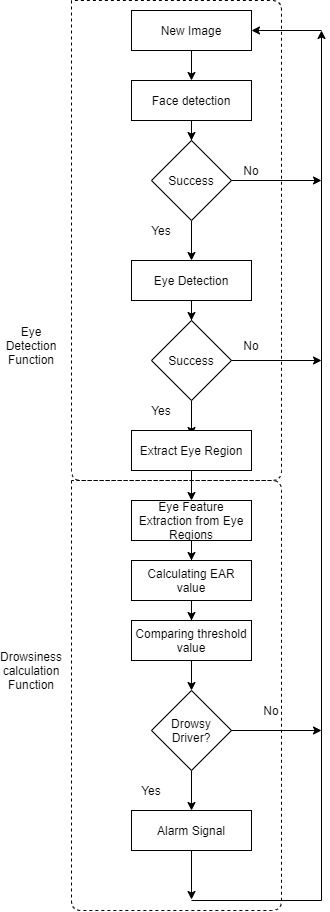 New Image
Face detection
Success
No
Yes
Eye Detection
Eye
Detection
Function
Success
No
Yes
Extract Eye Region
Eye Feature
Extraction from Eye
Regions
Calculating EAR
value
Comparing threshold
value
Drowsiness
calculation
Function
Drowsy
Driver?
No
Yes
Alarm Signal